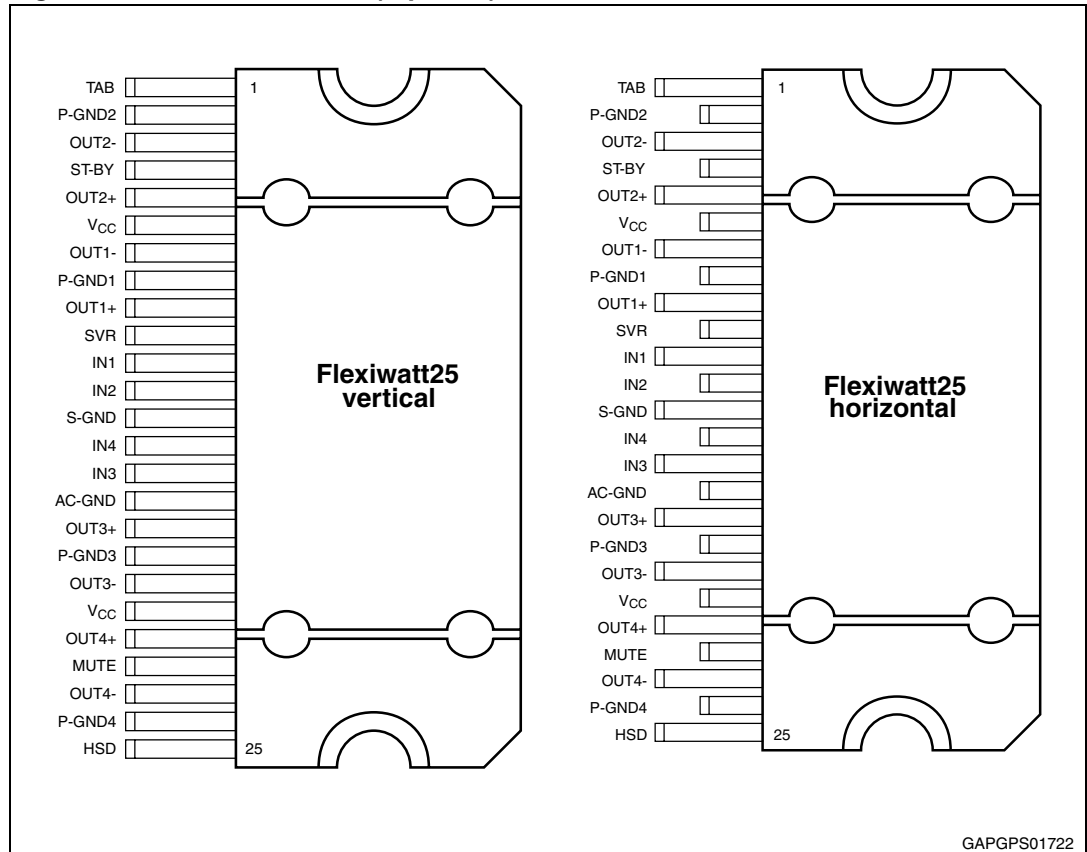 TAB
P-GND2
OUT2-
ST-BY
OUT2+
VCC
OUT1-
P-GND1
OUT1+
SVR
IN1
IN2
S-GND
IN4
IN3
AC-GND
OUT3+
P-GND3
OUT3-
VCC
OUT4+
MUTE
OUT4-
P-GND4
HSD
1
Flexiwatt25
vertical
25
TAB
P-GND2
OUT2-
ST-BY
OUT2+
VCC
OUT1-
P-GND1
OUT1+
SVR
IN1
IN2
S-GND
IN4
IN3
AC-GND
OUT3+
P-GND3
OUT3-
VCC
OUT4+
MUTE
OUT4-
P-GND4
HSD
1
Flexiwatt25
horizontal
25
GAPGPS01722